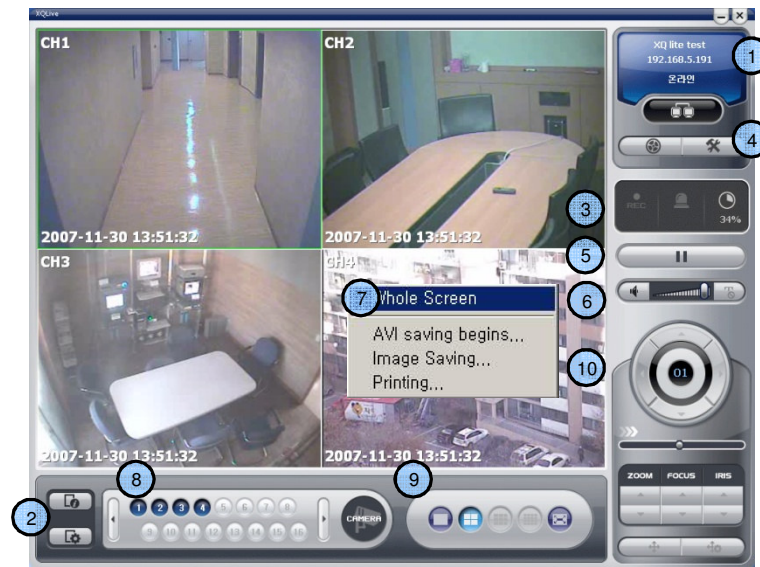 XQLive
CH1
2007-11-30 13:51:32
CH2
2007-11-30 13:51:32
CH3
2007-11-30 13:51:32
CH4
2007-11-30 13:51:32
7
Whole Screen
AVI saving begins...
Image Saving...
Printing...
XQ lite test
192.168.5.191
온라인
1
4
3
REC
34%
5
6
10
01
ZOOM FOCUS IRIS
2
8
1 2 3 4 5 6 7 8
9 10 11 12 13 14 15 16
CAMERA
9